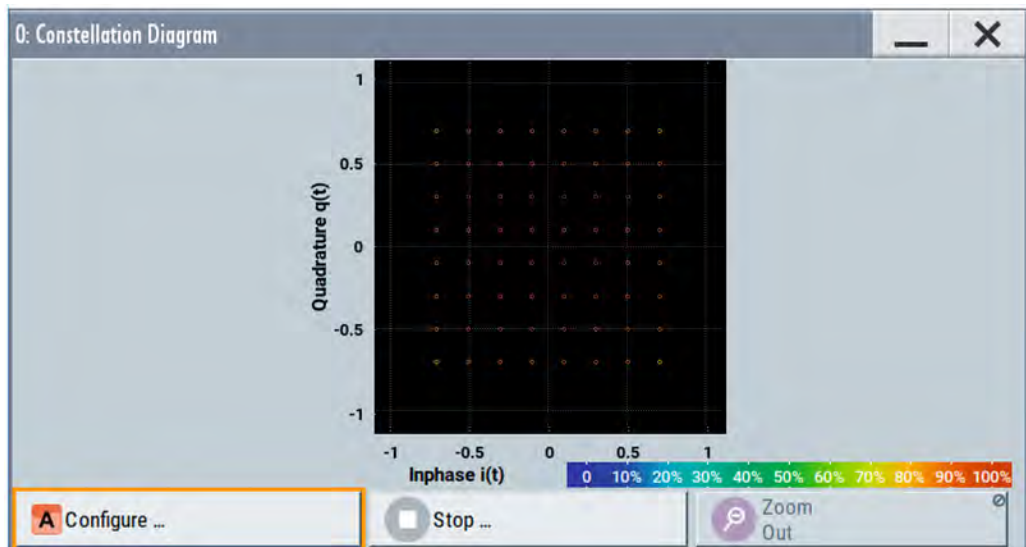 0: Constellation Diagram
1
0.5
0
-0.5
-1
Quadrature q(t)
-1 -0.5 0 0.5 1
Inphase i(t)
0 10% 20% 30% 40% 50% 60% 70% 80% 90% 100%
A Configure ...
Stop ...
Zoom
Out